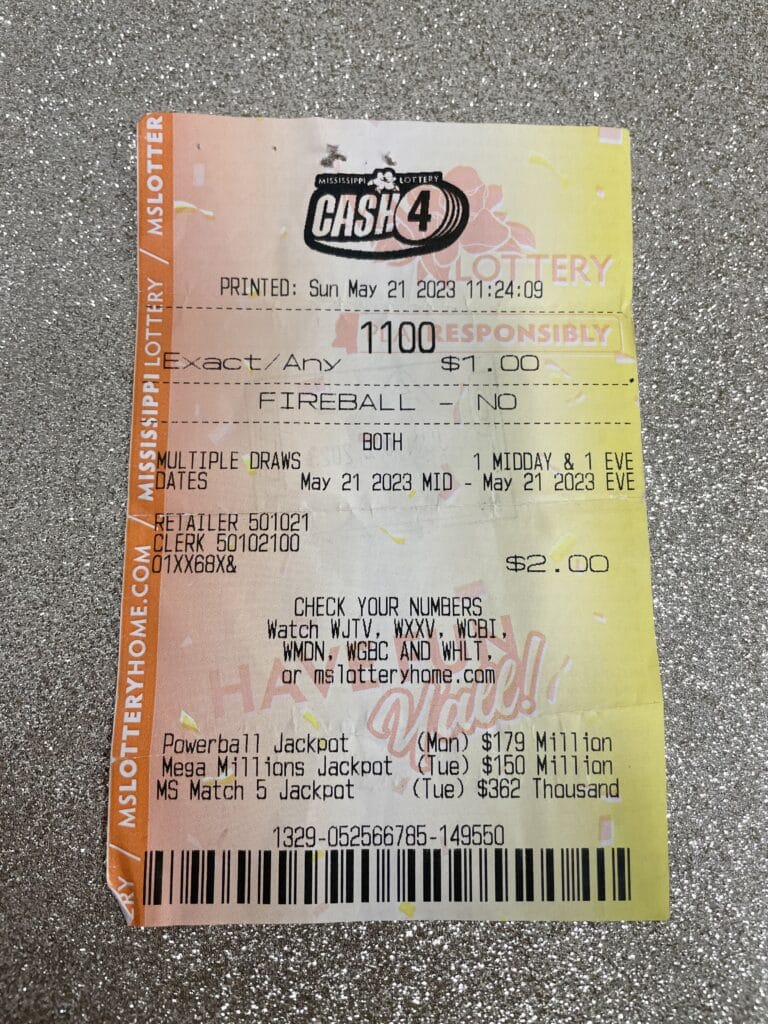 MISSISSIPPI LOTTERY
CASH 4
LOTTERY
PRINTED: Sun May 21 2023 11:24:09
RESPONSIBLY
1100
Exact/Any $1.00
FIREBALL - NO
BOTH
MULTIPLE DRAWS 1 MIDDAY & 1 EVE
DATES May 21 2023 MID - May 21 2023 EVE
RETAILER 501021
CLERK 50102100
01XX68X& $2.00
CHECK YOUR NUMBERS
Watch WJTV, WXXV, WCBI,
WMDN, WGBC AND WHLT,
or mslotteryhome.com
HAVE FUN
Y'all!
Powerball Jackpot (Mon) $179 Million
Mega Millions Jackpot (Tue) $150 Million
MS Match 5 Jackpot (Tue) $362 Thousand
1329-052566785-149550
RY / MSLOTTERYHOME.COM / MISSISSIPPI LOTTERY / MSLOTTER